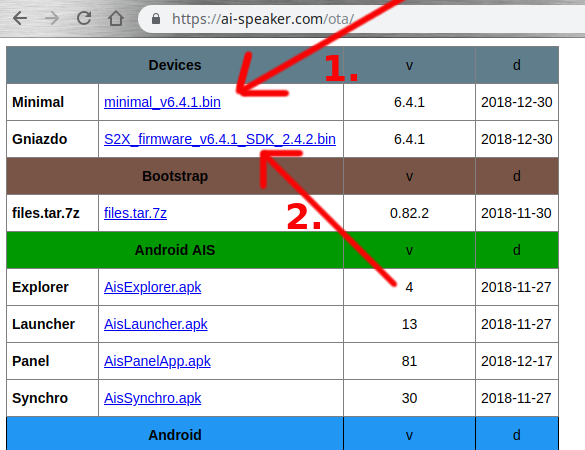 https://ai-speaker.com/ota/
1.
Devices v d
Minimal minimal_v6.4.1.bin 6.4.1 2018-12-30
Gniazdo S2X_firmware_v6.4.1_SDK_2.4.2.bin 6.4.1 2018-12-30
Bootstrap v d
files.tar.7z files.tar.7z 0.82.2 2018-11-30
2.
Android AIS v d
Explorer AisExplorer.apk 4 2018-11-27
Launcher AisLauncher.apk 13 2018-11-27
Panel AisPanelApp.apk 81 2018-12-17
Synchro AisSynchro.apk 30 2018-11-27
Android v d